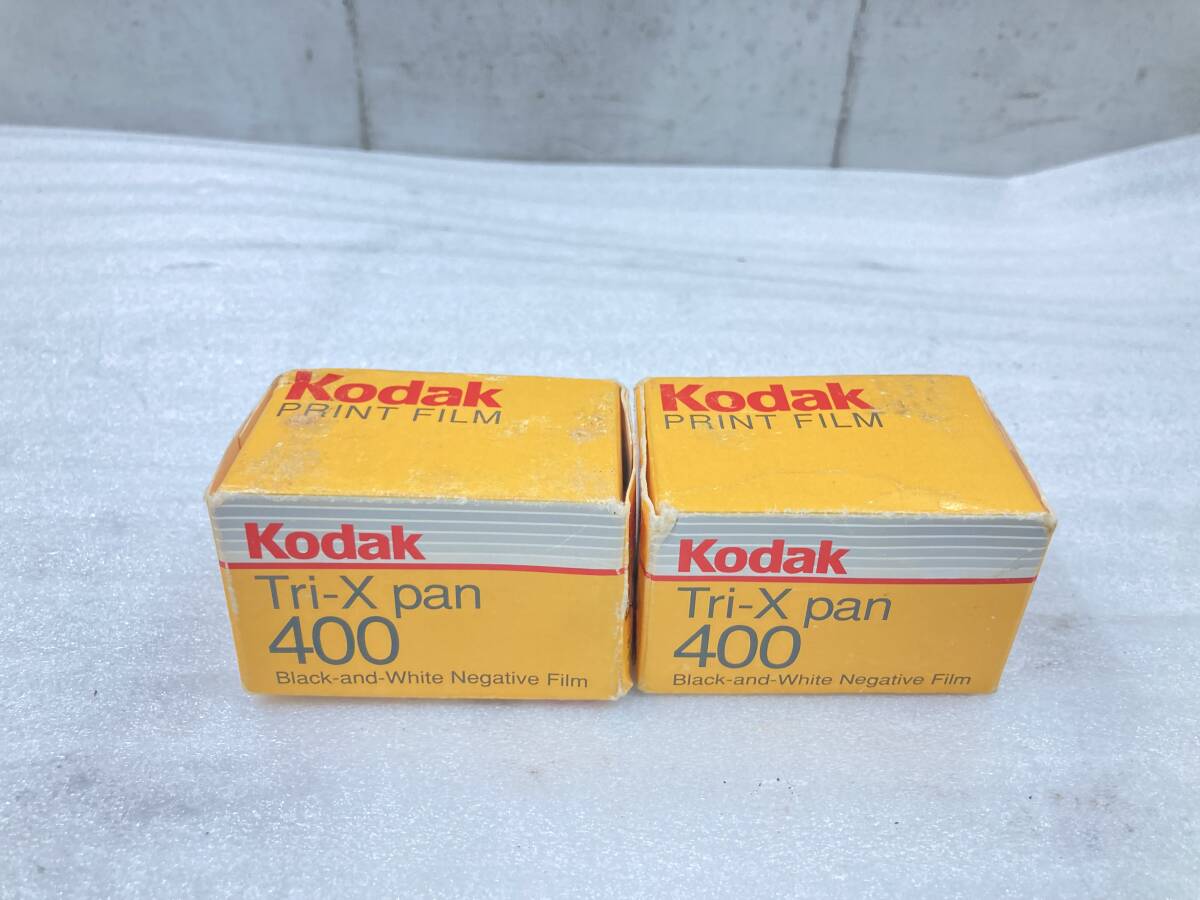 Kodak
PRINT FILM
Kodak
Tri-X pan
400
Black-and-White Negative Film
Kodak
PRINT FILM
Kodak
Tri-X pan
400
Black-and-White Negative Film